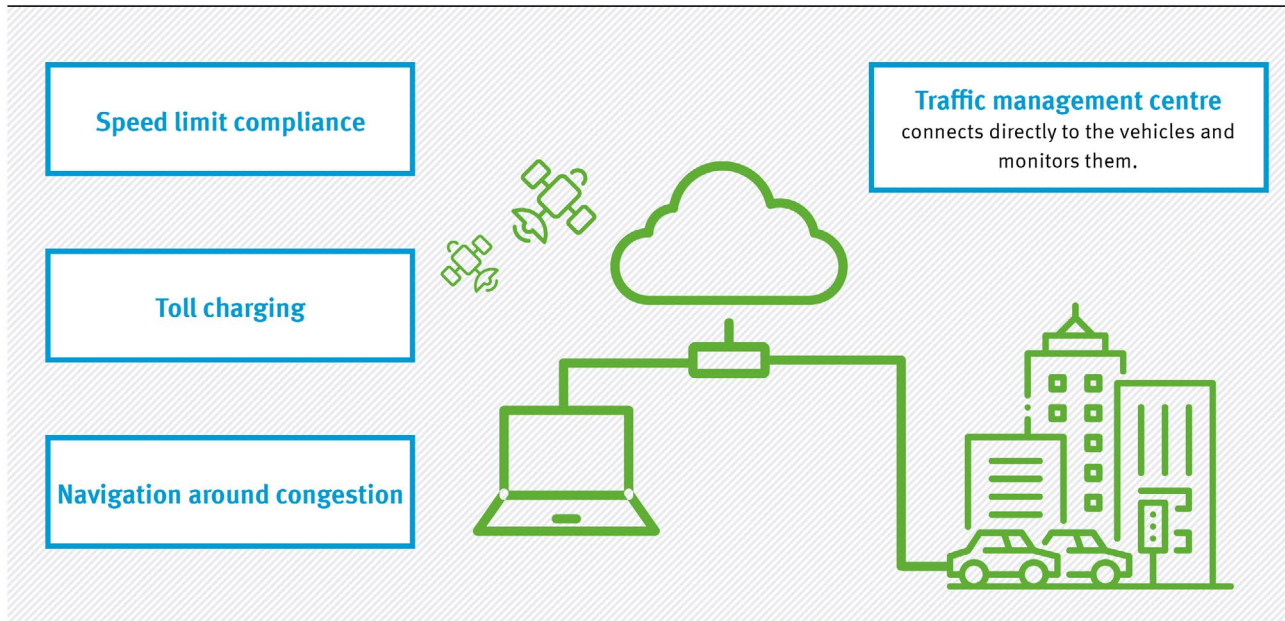 Speed limit compliance
Toll charging
Navigation around congestion
Traffic management centre
connects directly to the vehicles and
monitors them.